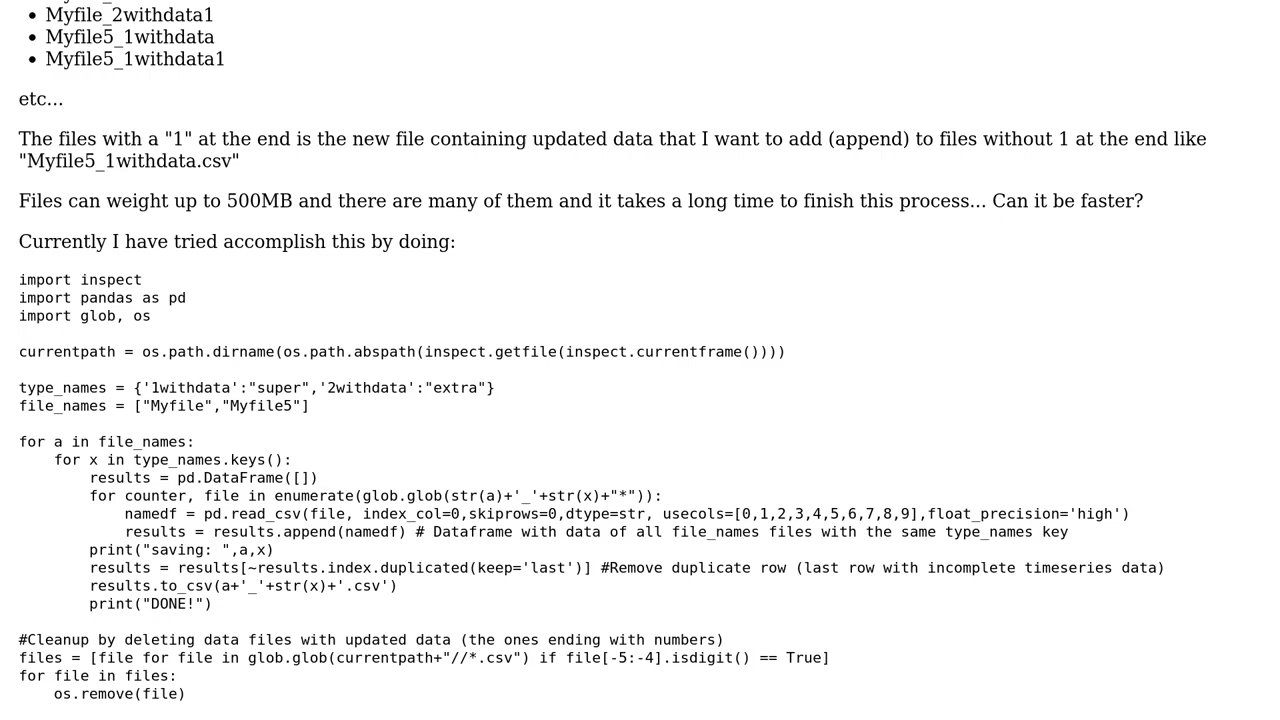 • Myfile_2withdata1
• Myfile5_1withdata
• Myfile5_1withdata1
etc...
The files with a "1" at the end is the new file containing updated data that I want to add (append) to files without 1 at the end like
"Myfile5_1withdata.csv"
Files can weight up to 500MB and there are many of them and it takes a long time to finish this process... Can it be faster?
Currently I have tried accomplish this by doing:
import inspect
import pandas as pd
import glob, os
currentpath = os.path.dirname(os.path.abspath(inspect.getfile(inspect.currentframe())))
type_names = {'1withdata':"super",'2withdata':"extra"}
file_names = ["Myfile","Myfile5"]
for a in file_names:
    for x in type_names.keys():
        results = pd.DataFrame([])
        for counter, file in enumerate(glob.glob(str(a)+'_'+str(x)+"*")):
            namedf = pd.read_csv(file, index_col=0,skiprows=0,dtype=str, usecols=[0,1,2,3,4,5,6,7,8,9],float_precision='high')
            results = results.append(namedf) # Dataframe with data of all file_names files with the same type_names key
        print("saving: ",a,x)
        results = results[~results.index.duplicated(keep='last')] #Remove duplicate row (last row with incomplete timeseries data)
        results.to_csv(a+'_'+str(x)+'.csv')
        print("DONE!")
#Cleanup by deleting data files with updated data (the ones ending with numbers)
files = [file for file in glob.glob(currentpath+"//*.csv") if file[-5:-4].isdigit() == True]
for file in files:
    os.remove(file)